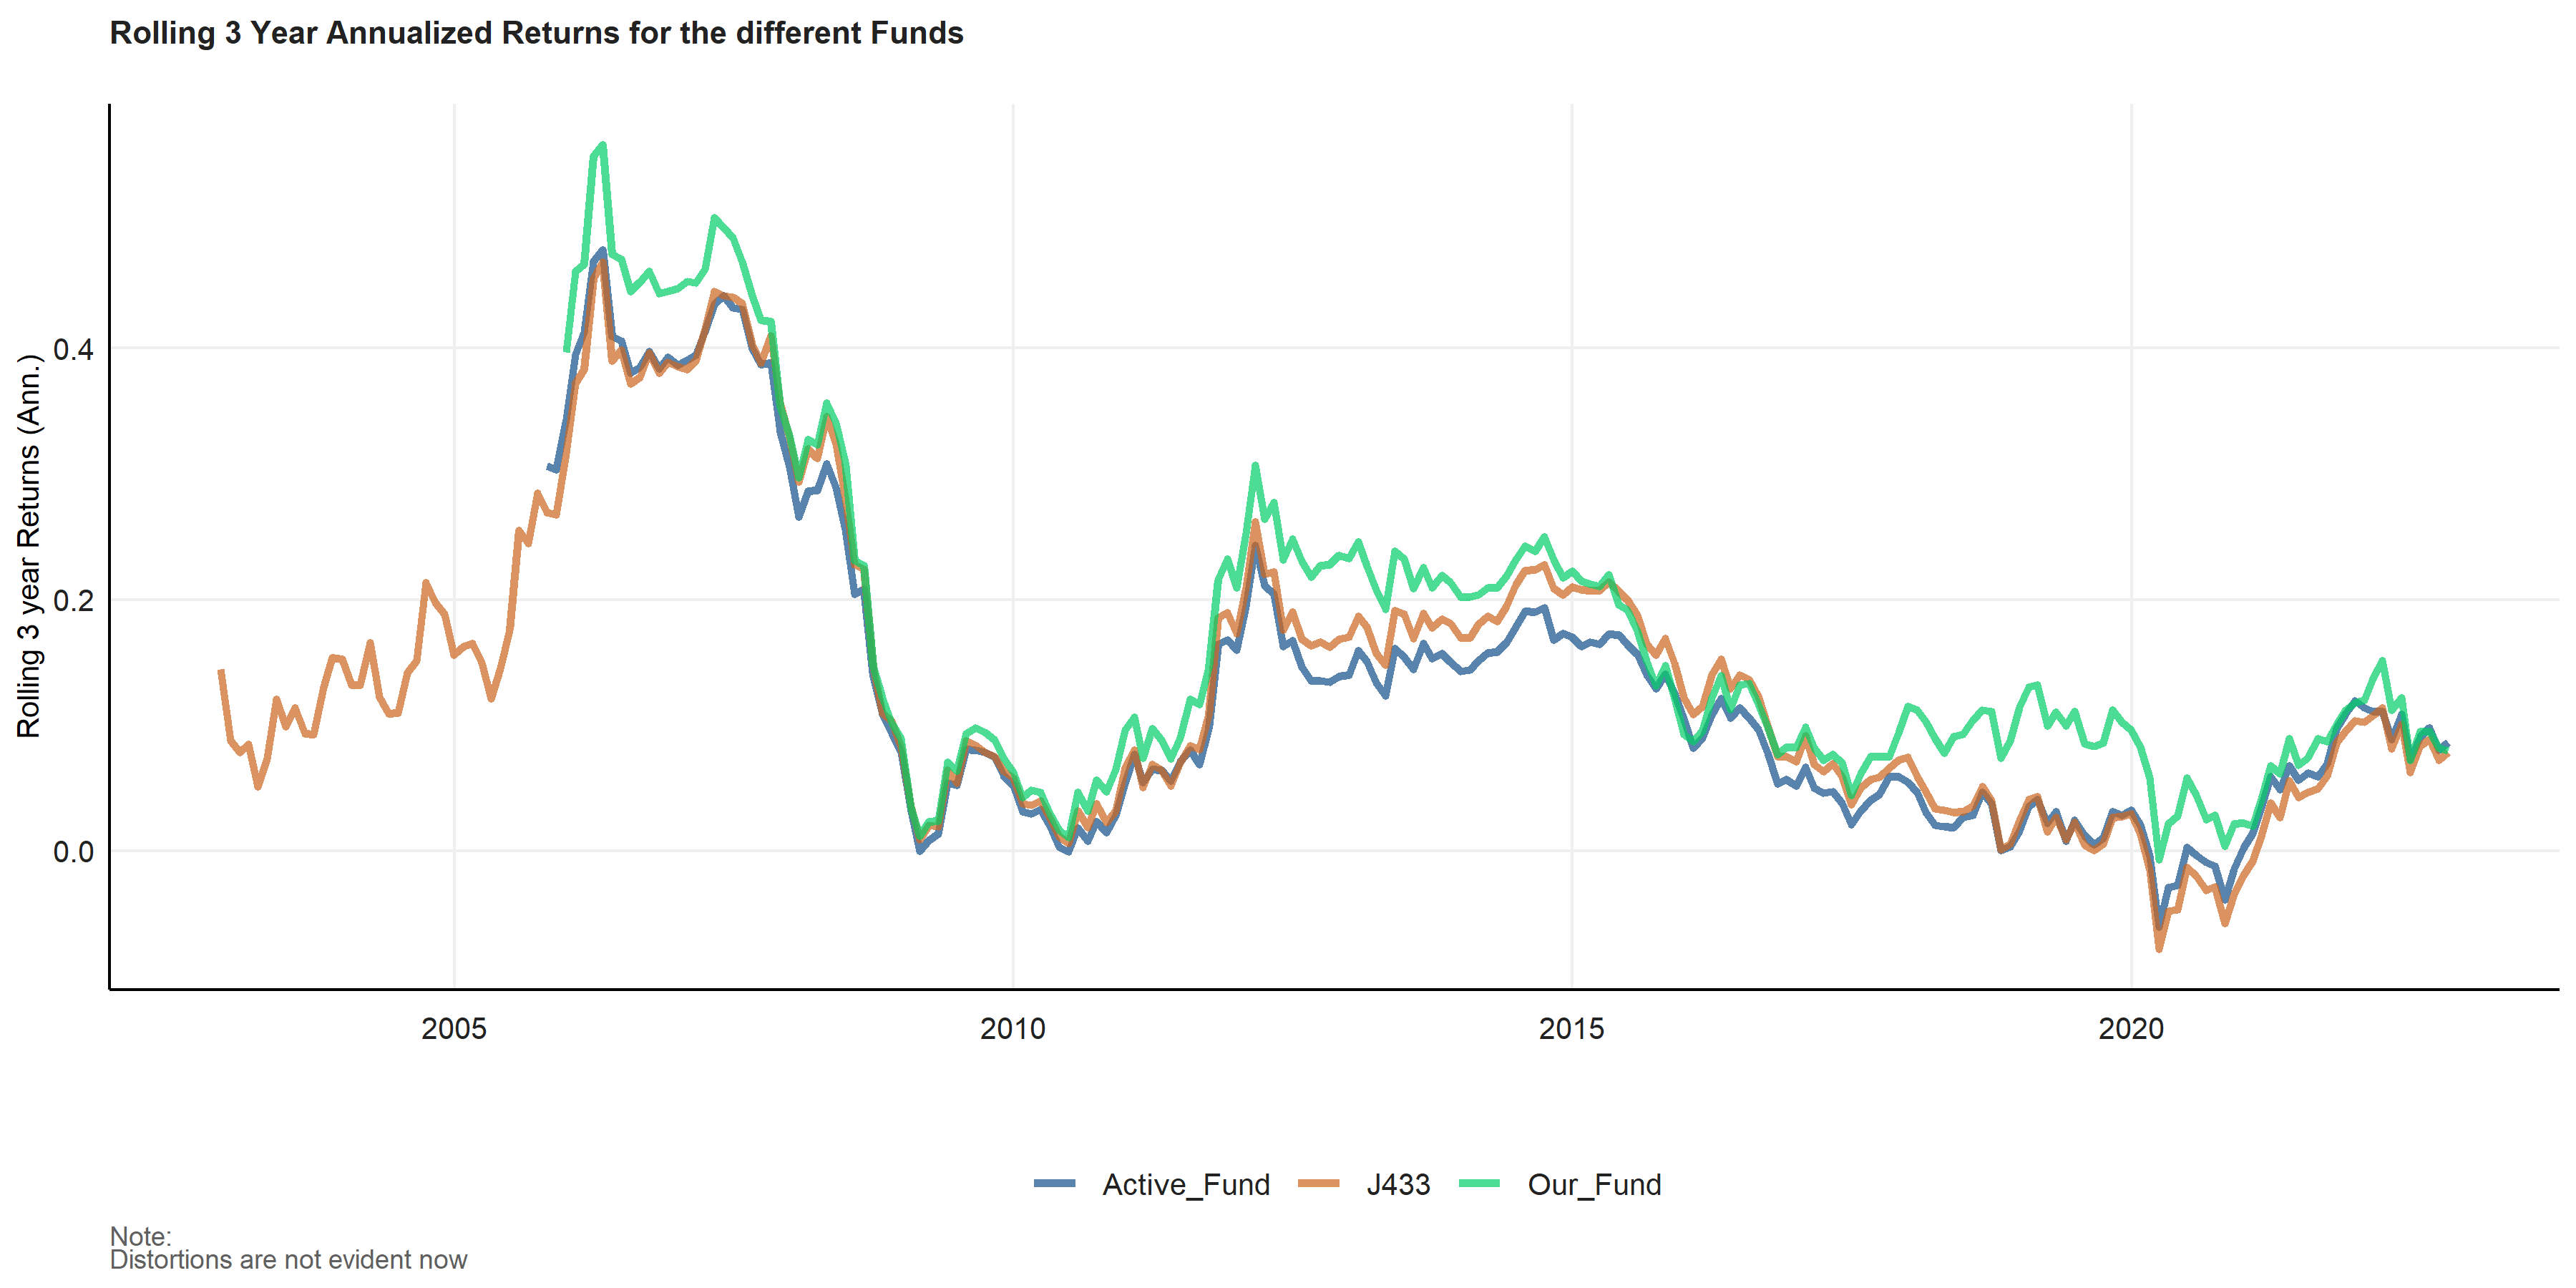 Rolling 3 Year Annualized Returns for the different Funds
Rolling 3 year Returns (Ann.)
0.4
0.2
0.0
2005 2010 2015 2020
Active_Fund J433 Our_Fund
Note:
Distortions are not evident now